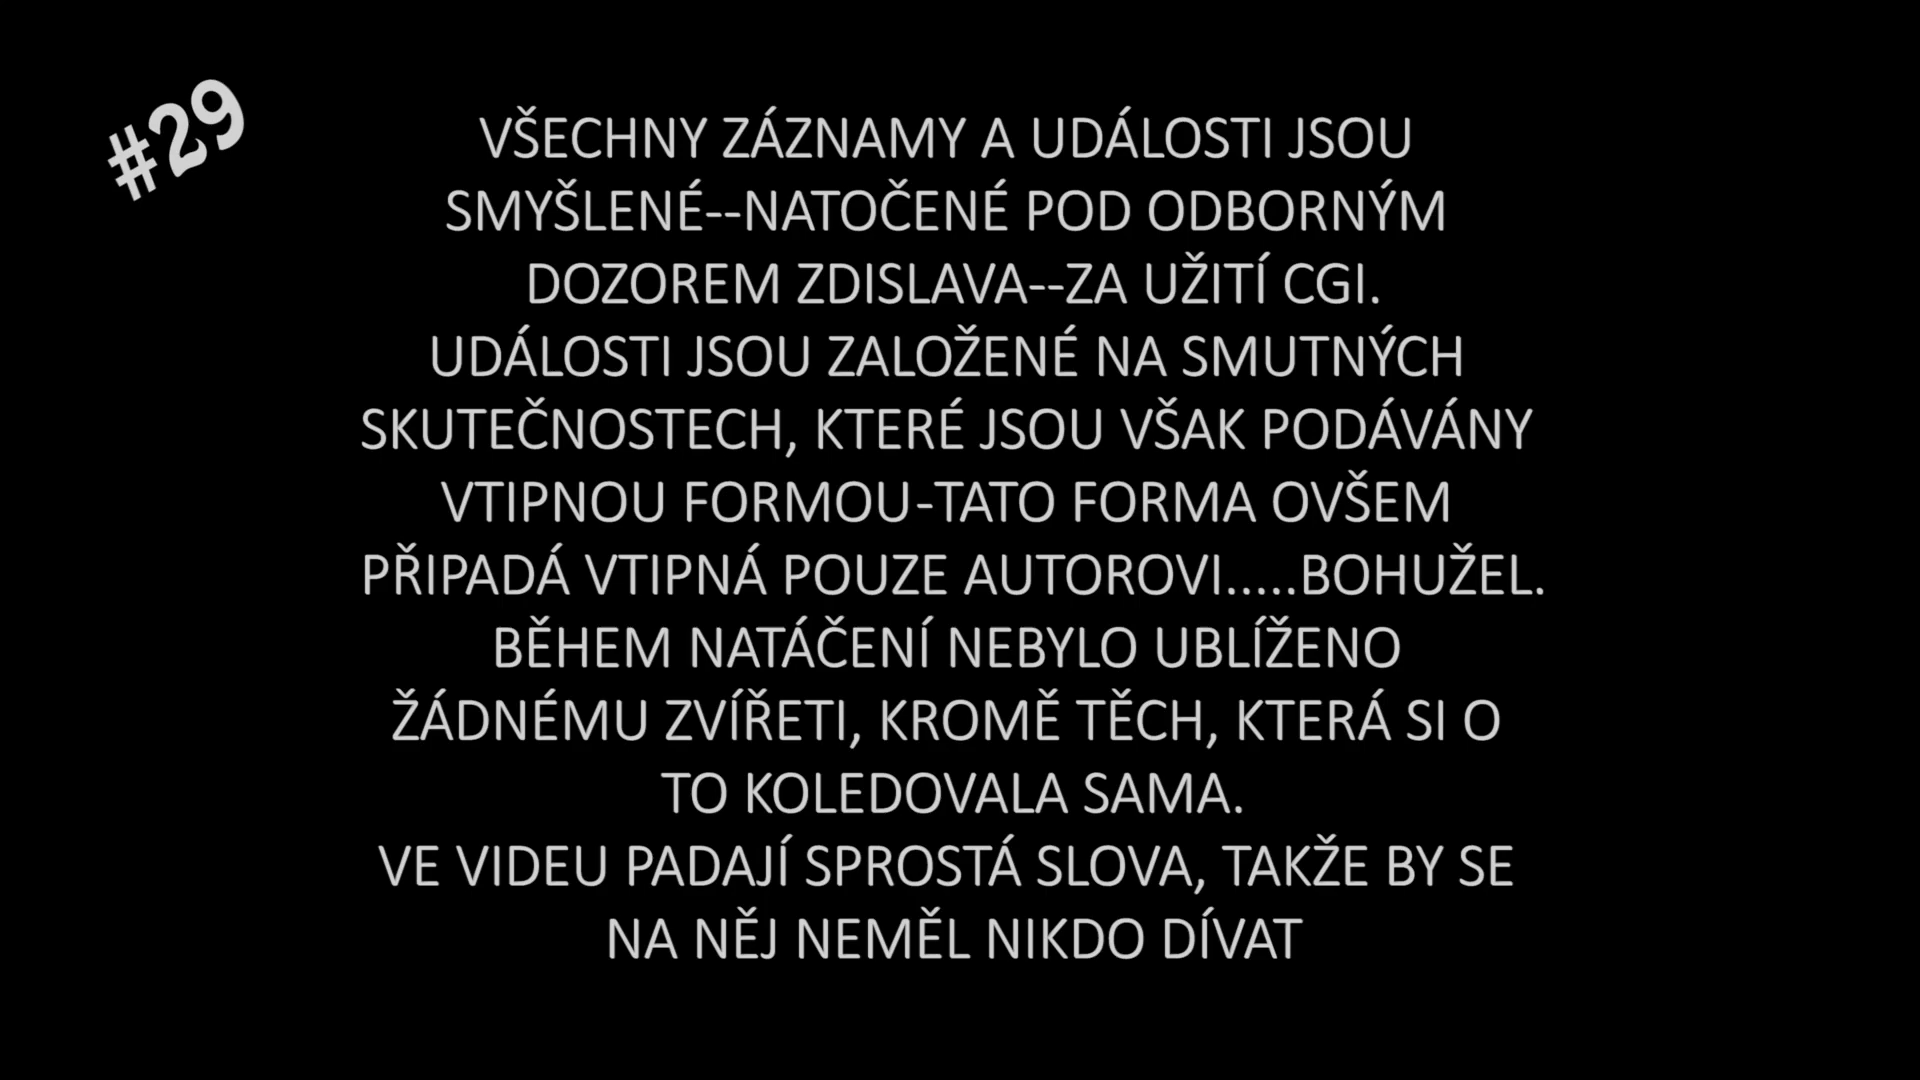 #29
VŠECHNY ZÁZNAMY A UDÁLOSTI JSOU
SMYŠLENÉ--NATOČENÉ POD ODBORNÝM
DOZOREM ZDISLAVA--ZA UŽITÍ CGI.
UDÁLOSTI JSOU ZALOŽENÉ NA SMUTNÝCH
SKUTEČNOSTECH, KTERÉ JSOU VŠAK PODÁVÁNY
VTIPNOU FORMOU-TATO FORMA OVŠEM
PŘIPADÁ VTIPNÁ POUZE AUTOROVI.....BOHUŽEL.
BĚHEM NATÁČENÍ NEBYLO UBLÍŽENO
ŽÁDNÉMU ZVÍŘETI, KROMĚ TĚCH, KTERÁ SI O
TO KOLEDOVALA SAMA.
VE VIDEU PADAJÍ SPROSTÁ SLOVA, TAKŽE BY SE
NA NĚJ NEMĚL NIKDO DÍVAT